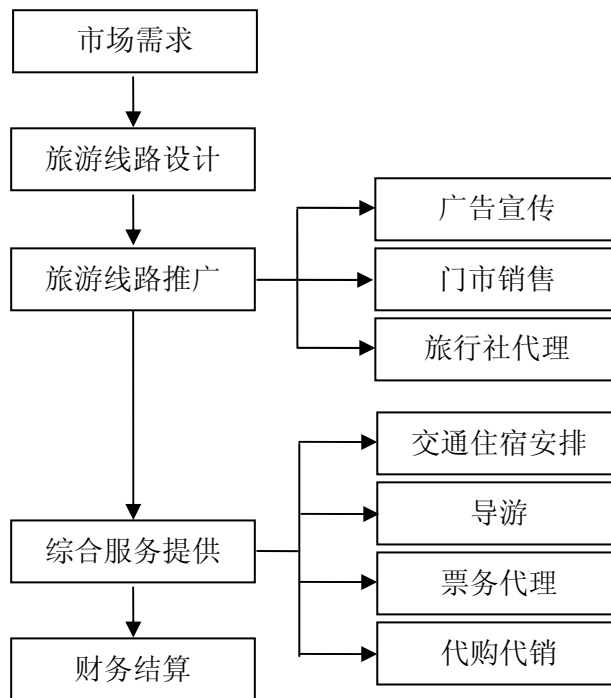 市场需求
旅游线路设计
旅游线路推广
广告宣传
门市销售
旅行社代理
综合服务提供
交通住宿安排
导游
票务代理
代购代销
财务结算